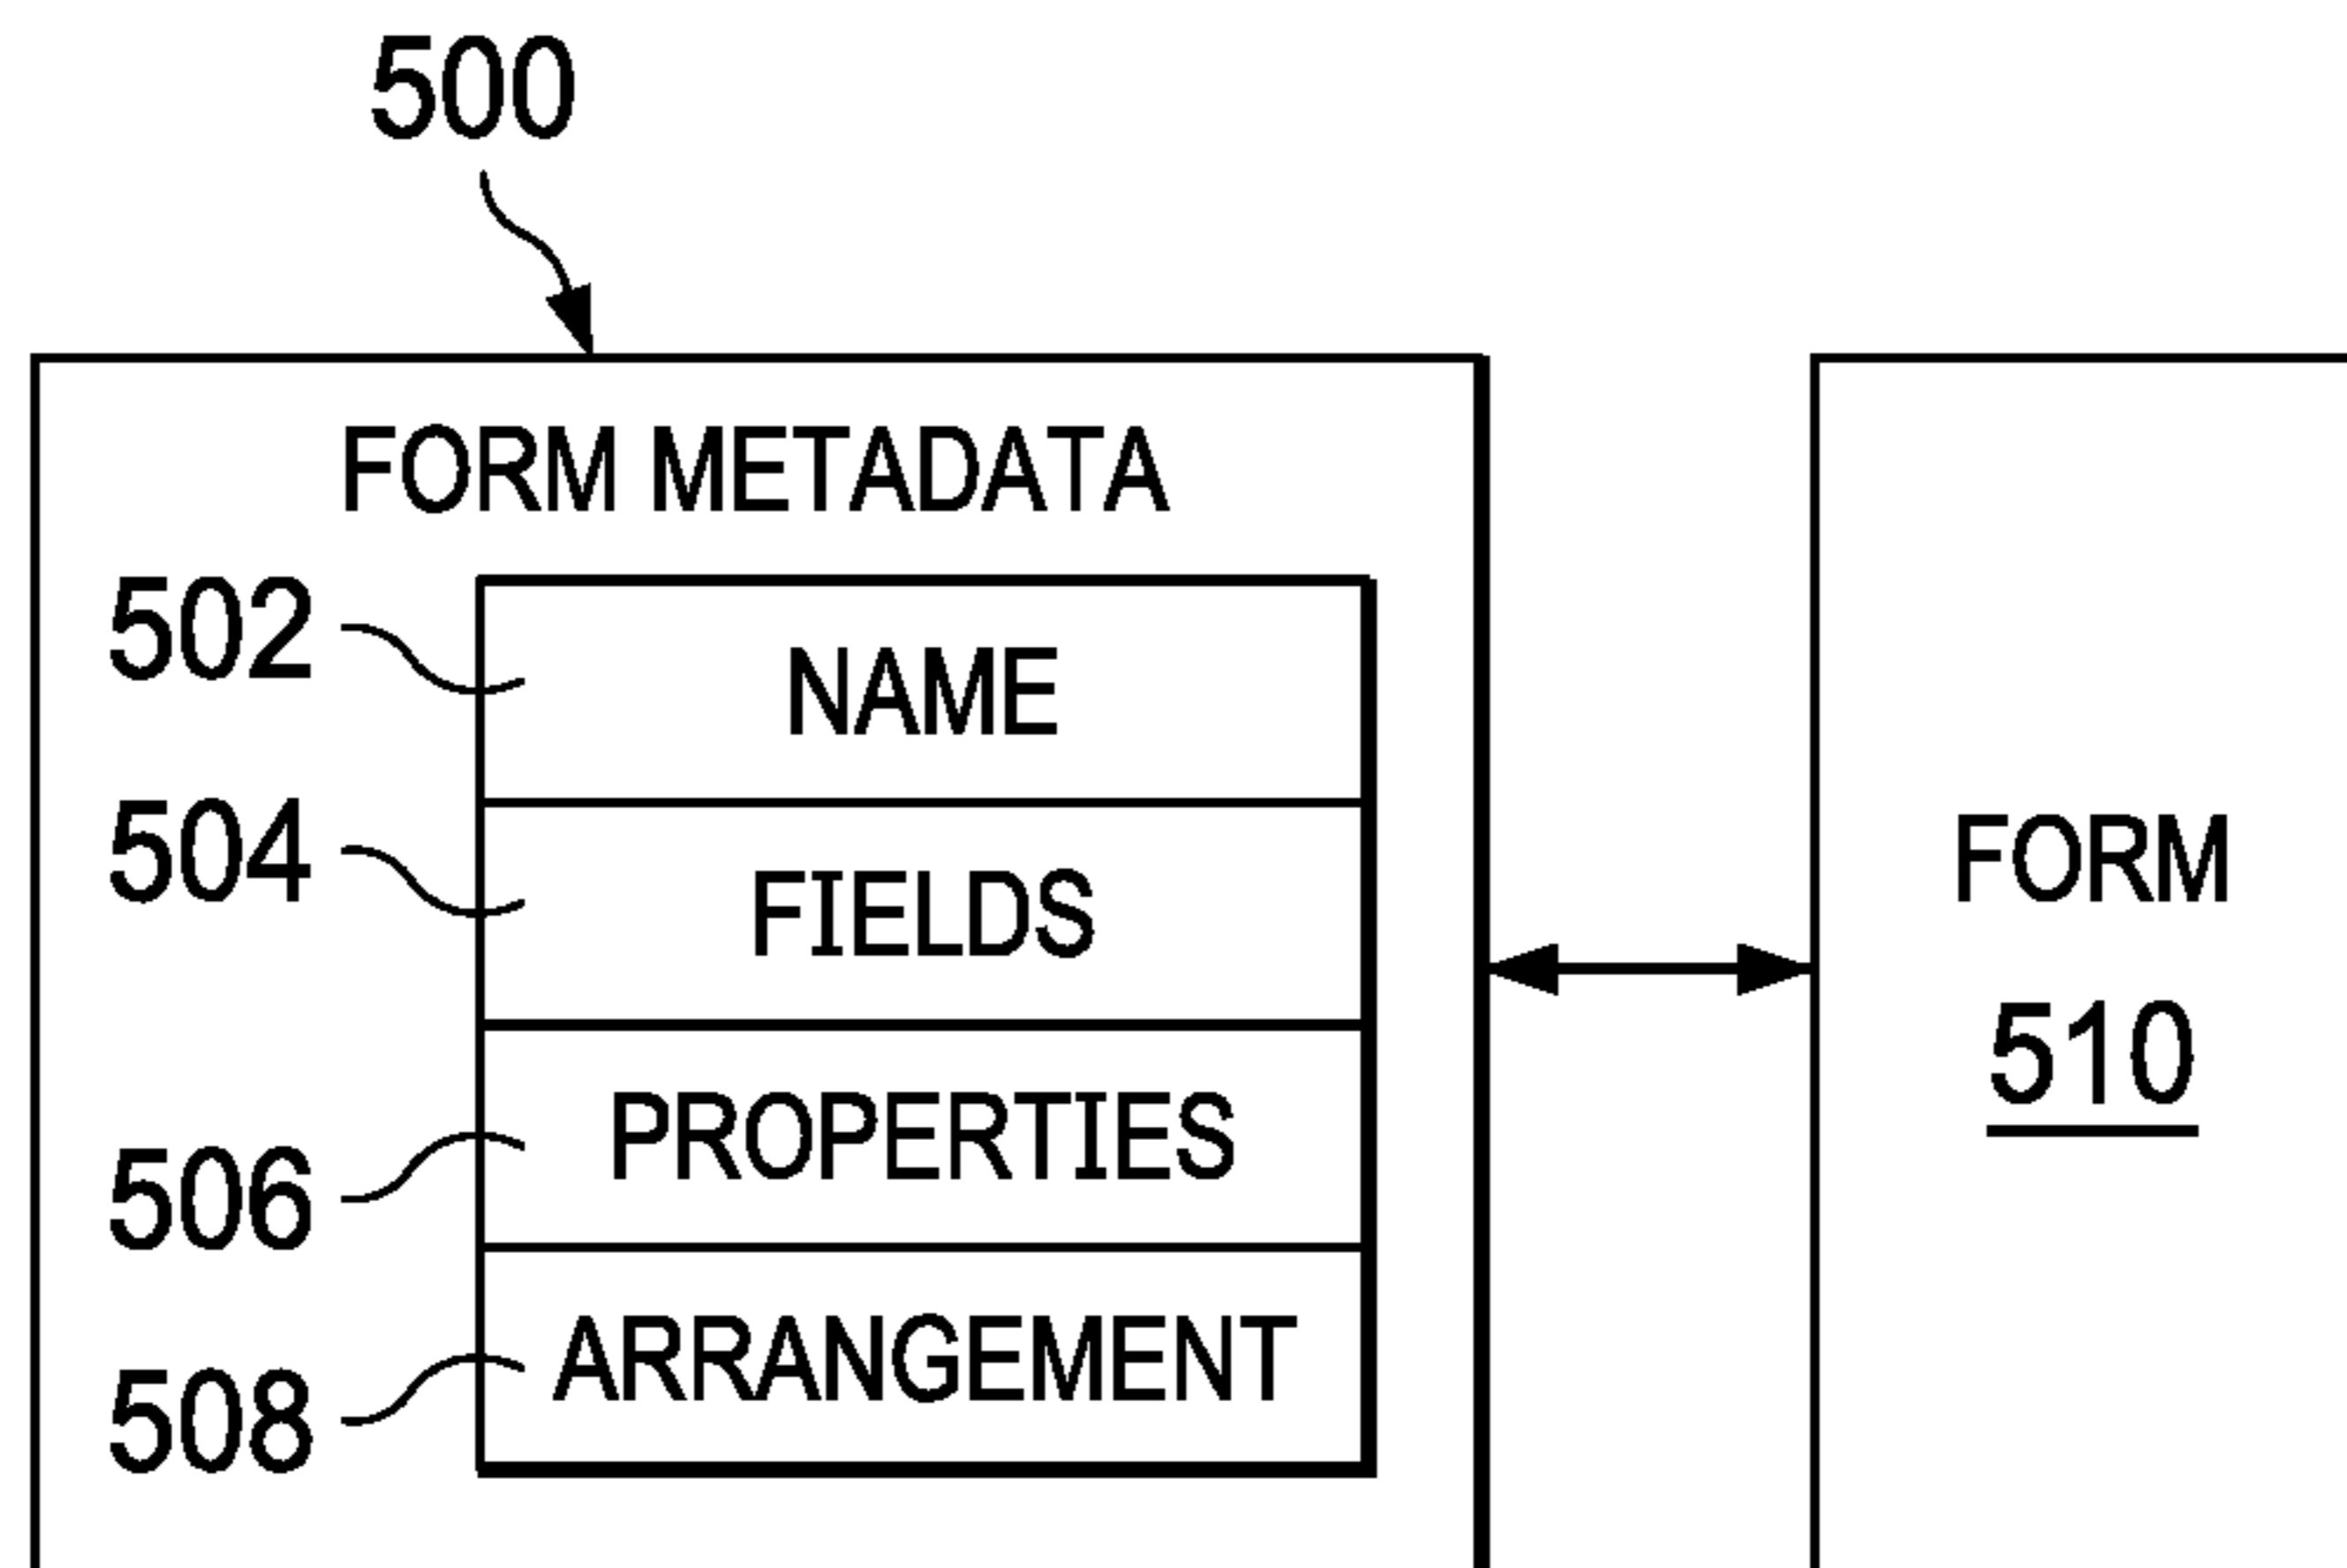 500
FORM METADATA
502
NAME
504
FIELDS
506
PROPERTIES
508
ARRANGEMENT
FORM
510